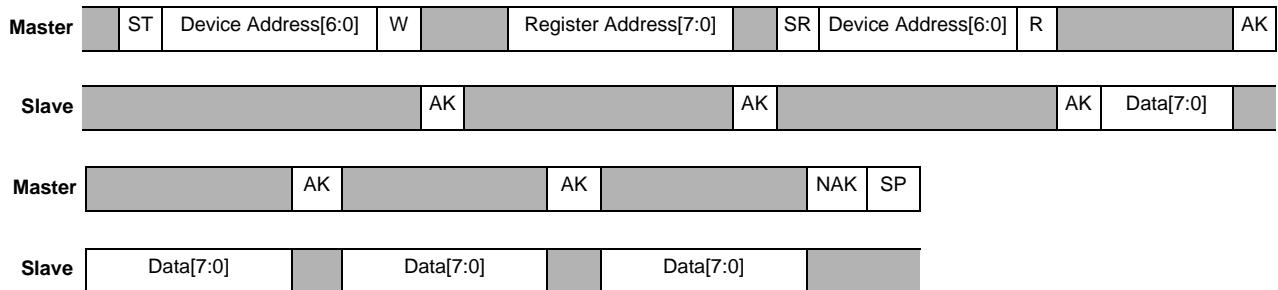 Master ST Device Address[6:0] W Register Address[7:0] SR Device Address[6:0] R AK
Slave AK AK AK Data[7:0]
Master AK AK NAK SP
Slave Data[7:0] Data[7:0] Data[7:0]